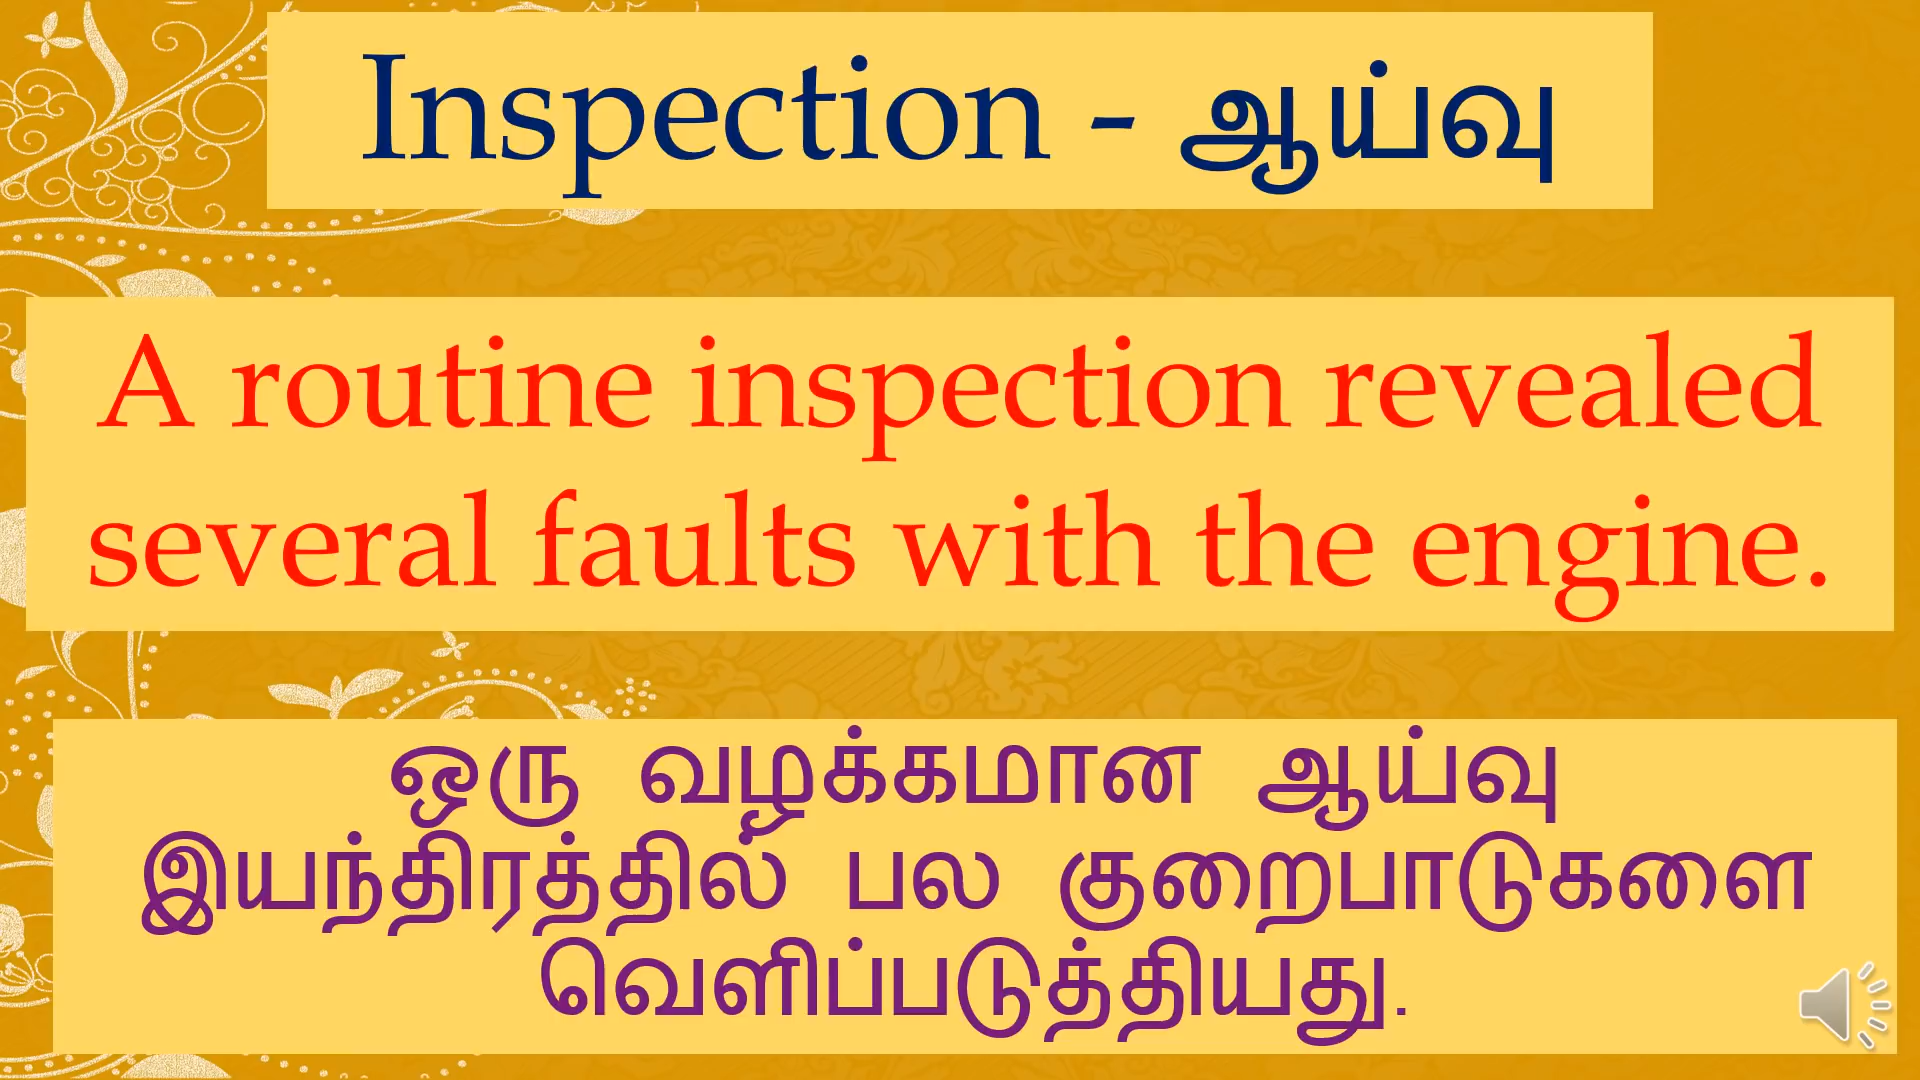 Inspection - ஆய்வு
A routine inspection revealed
several faults with the engine.
ஒரு வழக்கமான ஆய்வு
இயந்திரத்தில் பல குறைபாடுகளை
வெளிப்படுத்தியது.